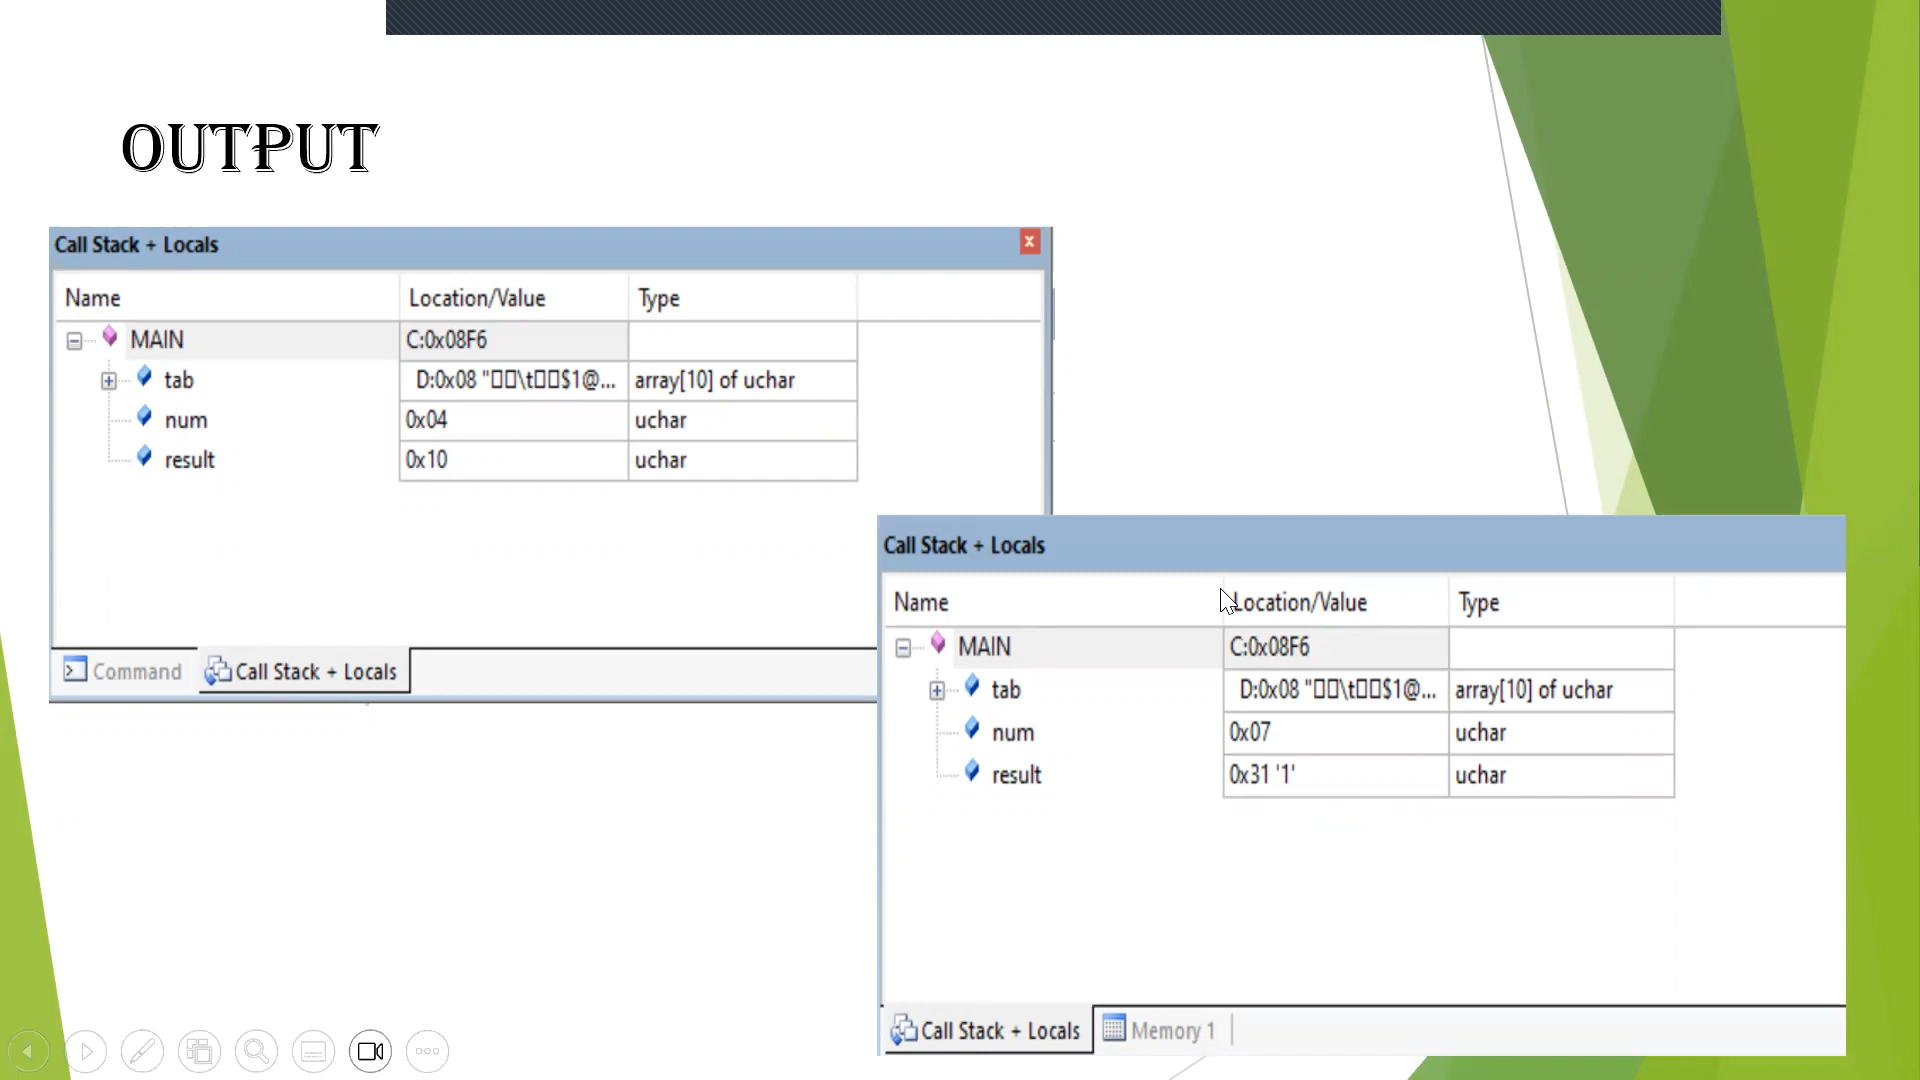 OUTPUT
Call Stack + Locals
Name Location/Value Type
MAIN C:0x08F6
tab D:0x08 "▯▯\t▯▯$1@... array[10] of uchar
num 0x04 uchar
result 0x10 uchar
Command Call Stack + Locals
Call Stack + Locals
Name Location/Value Type
MAIN C:0x08F6
tab D:0x08 "▯▯\t▯▯$1@... array[10] of uchar
num 0x07 uchar
result 0x31 '1' uchar
Call Stack + Locals Memory 1